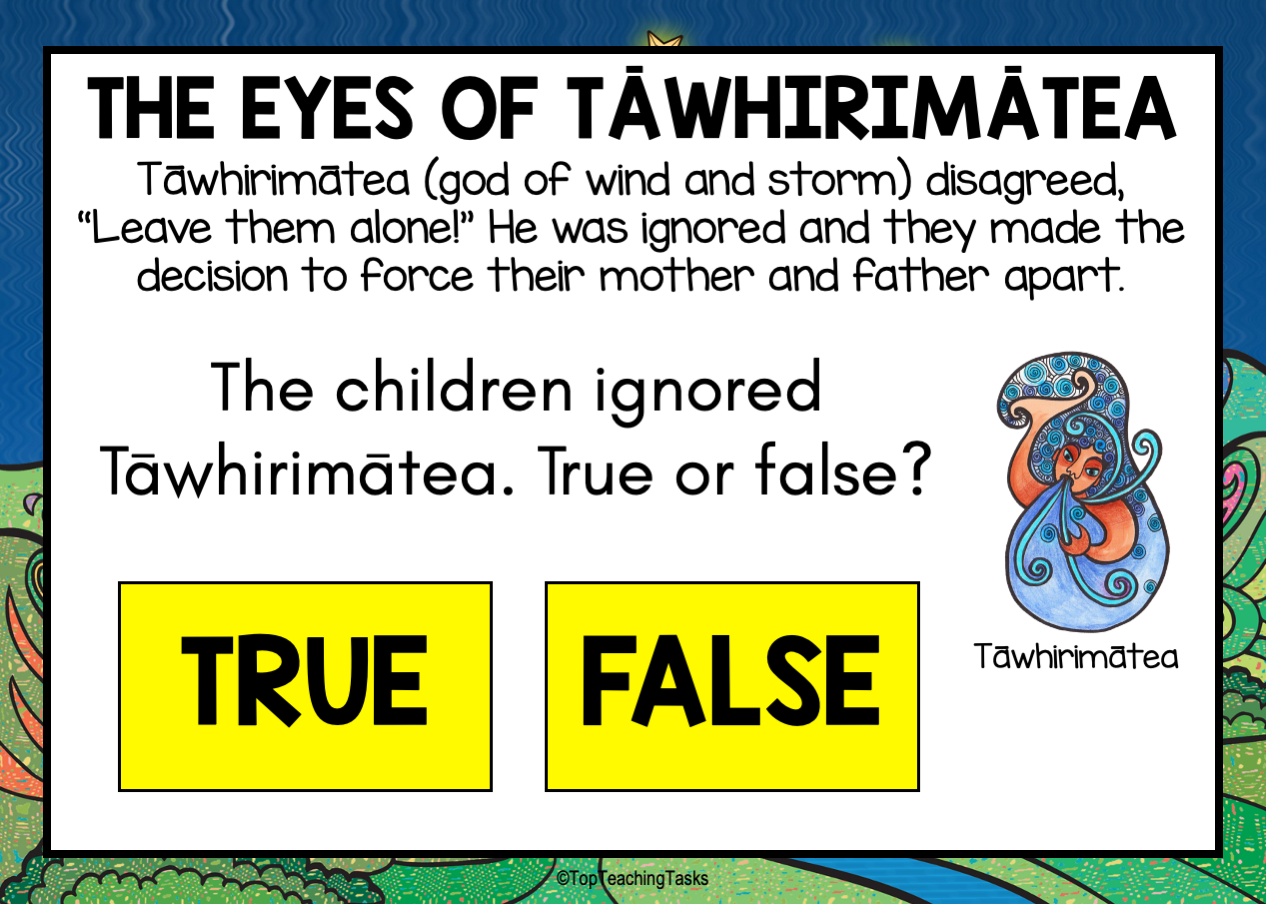 THE EYES OF TĀWHIRIMĀTEA
Tāwhirimātea (god of wind and storm) disagreed,
“Leave them alone!” He was ignored and they made the
decision to force their mother and father apart.
The children ignored
Tāwhirimātea. True or false?
TRUE
FALSE
Tāwhirimātea
©TopTeachingTasks